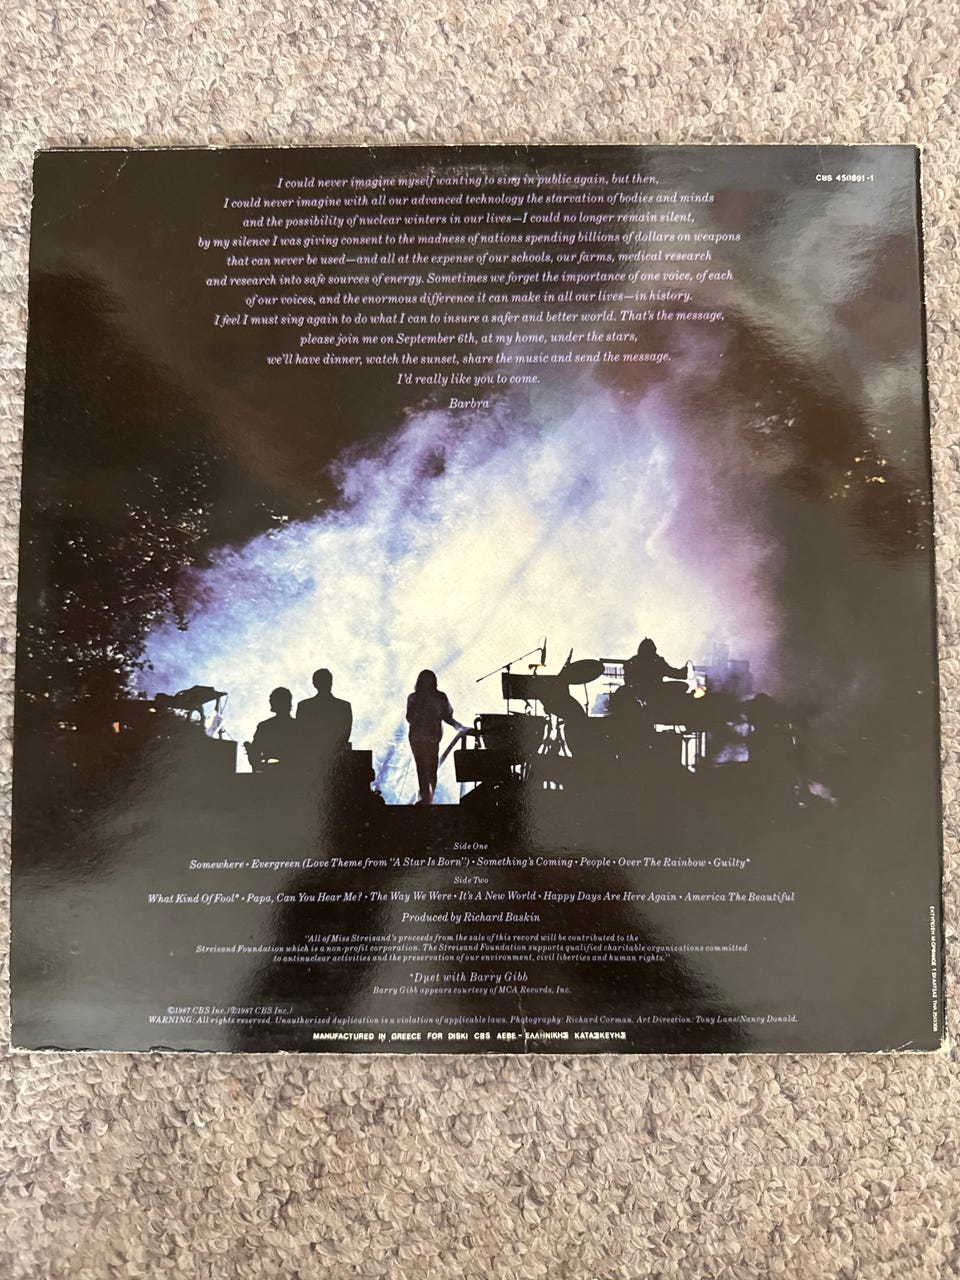 CBS 450891-1
I could never imagine myself wanting to sing in public again, but then,
I could never imagine with all our advanced technology the starvation of bodies and minds
and the possibility of nuclear winters in our lives—I could no longer remain silent,
by my silence I was giving consent to the madness of nations spending billions of dollars on weapons
that can never be used—and all at the expense of our schools, our farms, medical research
and research into safe sources of energy. Sometimes we forget the importance of one voice, of each
of our voices, and the enormous difference it can make in all our lives—in history.
I feel I must sing again to do what I can to insure a safer and better world. That's the message,
please join me on September 6th, at my home, under the stars,
we'll have dinner, watch the sunset, share the music and send the message.
I'd really like you to come.
Barbra
Side One
Somewhere • Evergreen (Love Theme from "A Star Is Born") • Something's Coming • People • Over The Rainbow • Guilty*
Side Two
What Kind Of Fool* • Papa, Can You Hear Me? • The Way We Were • It's A New World • Happy Days Are Here Again • America The Beautiful
Produced by Richard Baskin
"All of Miss Streisand's proceeds from the sale of this record will be contributed to the
Streisand Foundation which is a non-profit corporation. The Streisand Foundation supports qualified charitable organizations committed
to antinuclear activities and the preservation of our environment, civil liberties and human rights."
*Duet with Barry Gibb
Barry Gibb appears courtesy of MCA Records, Inc.
©1987 CBS Inc./℗1987 CBS Inc./
WARNING: All rights reserved. Unauthorized duplication is a violation of applicable laws. Photography: Richard Corman. Art Direction: Tony Lane/Nancy Donald.
MANUFACTURED IN GREECE FOR DISKI CBS AEBE - ΕΛΛΗΝΙΚΗΣ ΚΑΤΑΣΚΕΥΗΣ